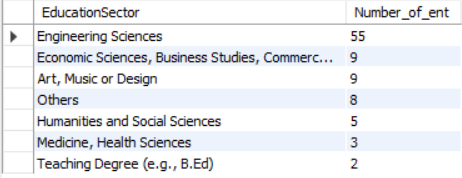 EducationSector Number_of_ent
Engineering Sciences 55
Economic Sciences, Business Studies, Commerc... 9
Art, Music or Design 9
Others 8
Humanities and Social Sciences 5
Medicine, Health Sciences 3
Teaching Degree (e.g., B.Ed) 2